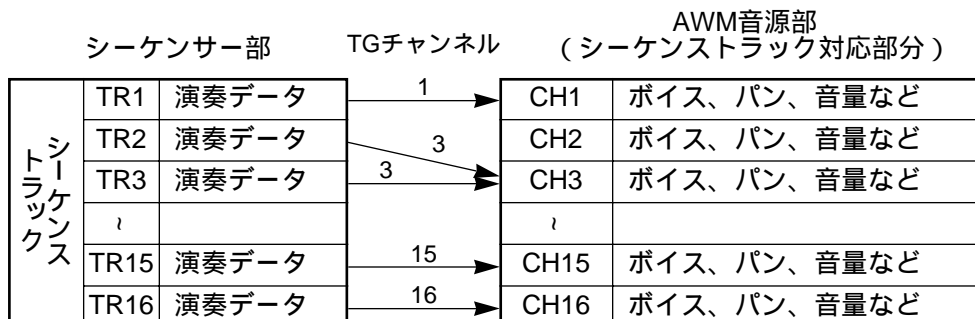 シーケンサー部 TGチャンネル AWM音源部
(シーケンストラック対応部分)
シーケンス
トラック
TR1 演奏データ 1 CH1 ボイス、パン、音量など
TR2 演奏データ 3 CH2 ボイス、パン、音量など
TR3 演奏データ 3 CH3 ボイス、パン、音量など
~ ~
TR15 演奏データ 15 CH15 ボイス、パン、音量など
TR16 演奏データ 16 CH16 ボイス、パン、音量など